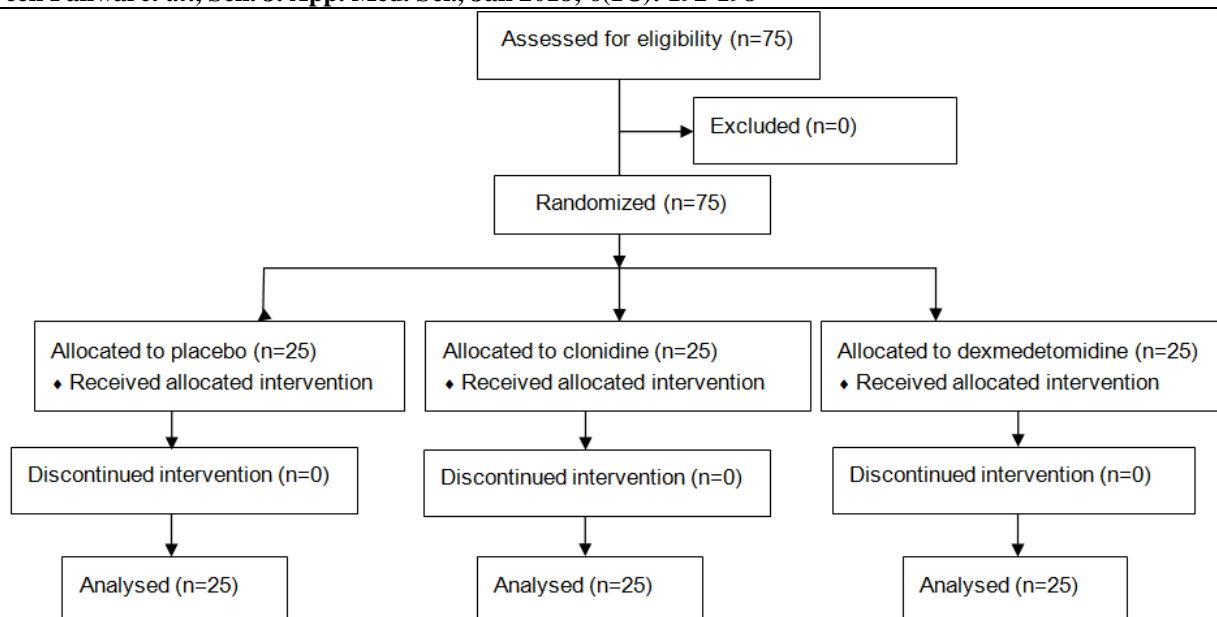 Assessed for eligibility (n=75)
Excluded (n=0)
Randomized (n=75)
Allocated to placebo (n=25)
♦ Received allocated intervention
Allocated to clonidine (n=25)
♦ Received allocated intervention
Allocated to dexmedetomidine (n=25)
♦ Received allocated intervention
Discontinued intervention (n=0)
Discontinued intervention (n=0)
Discontinued intervention (n=0)
Analysed (n=25)
Analysed (n=25)
Analysed (n=25)